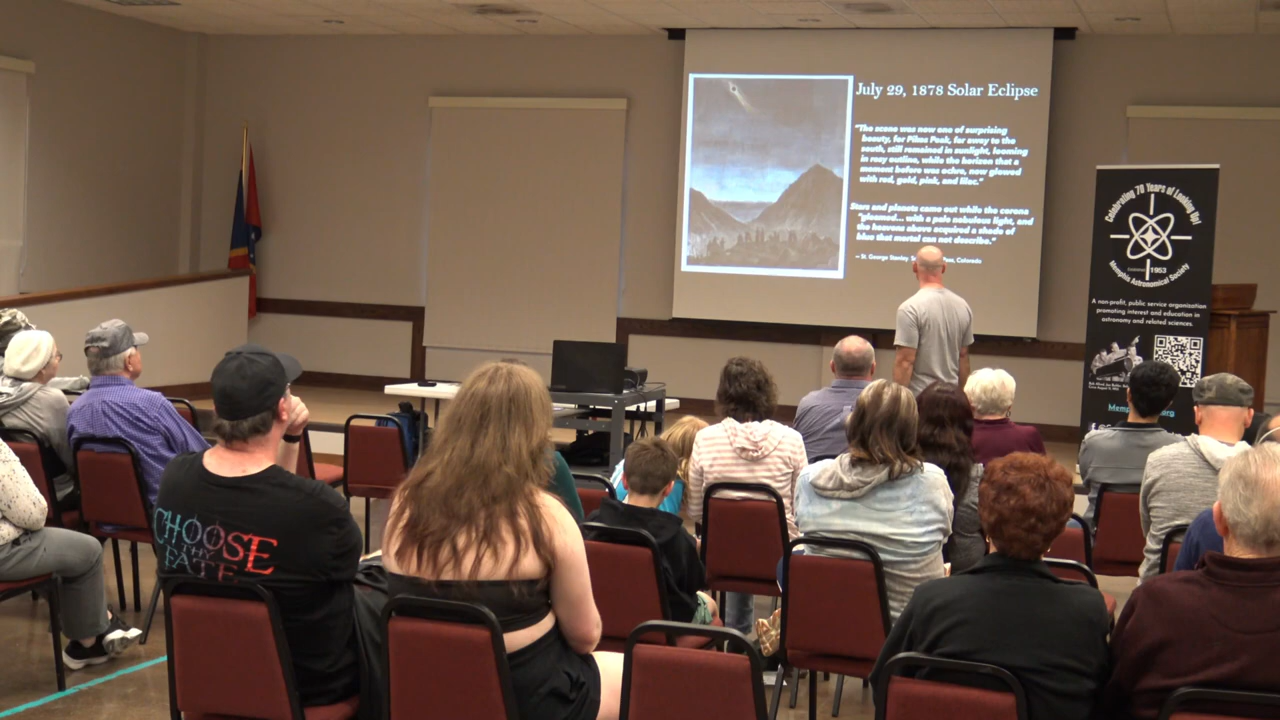 July 29, 1878 Solar Eclipse
"The scene was now one of surprising
beauty, for Pikes Peak, far away to the
south, still remained in sunlight, looming
in rosy outline, while the horizon that a
moment before was ochre, now glowed
with red, gold, pink, and lilac."
Stars and planets came out while the corona
"gleamed... with a pale nebulous light, and
the heavens above acquired a shade of
blue that mortal can not describe."
— St. George Stanley, Colorado
Celebrating 70 Years of Looking Up!
Established 1953
Memphis Astronomical Society
A non-profit, public service organization
promoting interest and education in
astronomy and related sciences.
CHOOSE
THY
FATE